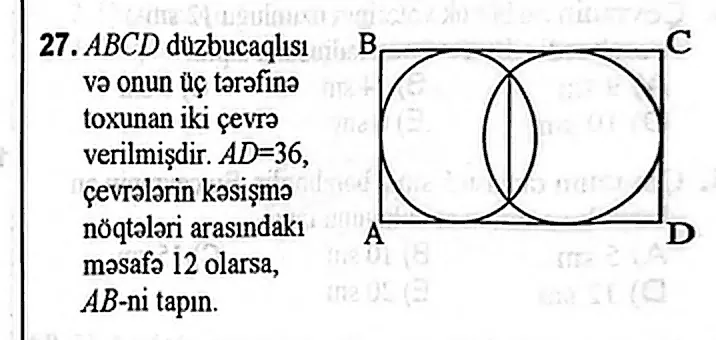 27. ABCD düzbucaqlısı
və onun üç tərəfinə
toxunan iki çevrə
verilmişdir. AD=36,
çevrələrin kəsişmə
nöqtələri arasındakı
məsafə 12 olarsa,
AB-ni tapın.
B C
A D